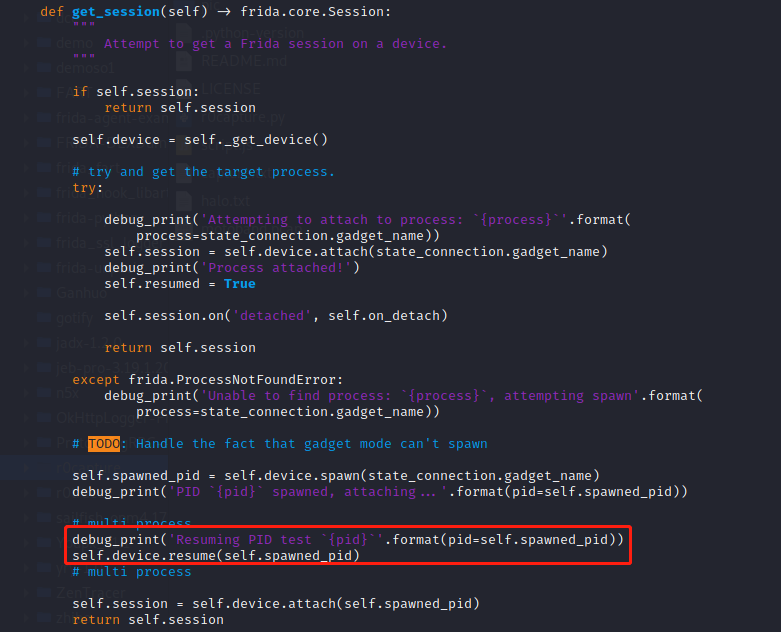 def get_session(self) → frida.core.Session:
    """
        Attempt to get a Frida session on a device.
    """

    if self.session:
        return self.session

    self.device = self._get_device()

    # try and get the target process.
    try:

        debug_print('Attempting to attach to process: `{process}`'.format(
            process=state_connection.gadget_name))
        self.session = self.device.attach(state_connection.gadget_name)
        debug_print('Process attached!')
        self.resumed = True

        self.session.on('detached', self.on_detach)

        return self.session

    except frida.ProcessNotFoundError:
        debug_print('Unable to find process: `{process}`, attempting spawn'.format(
            process=state_connection.gadget_name))

    # TODO: Handle the fact that gadget mode can't spawn

    self.spawned_pid = self.device.spawn(state_connection.gadget_name)
    debug_print('PID `{pid}` spawned, attaching...'.format(pid=self.spawned_pid))

    # multi process
    debug_print('Resuming PID test `{pid}`'.format(pid=self.spawned_pid))
    self.device.resume(self.spawned_pid)
    # multi process

    self.session = self.device.attach(self.spawned_pid)
    return self.session